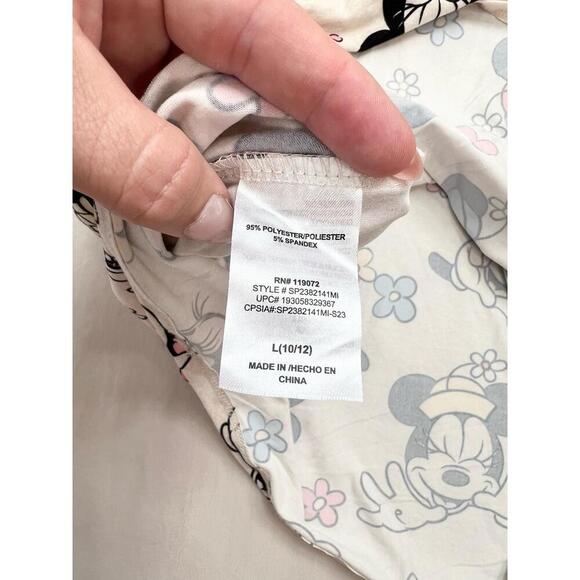 95% POLYESTER/POLIESTER
5% SPANDEX
RN# 119072
STYLE # SP2382141MI
UPC# 193058329367
CPSIA#:SP2382141MI-S23
L(10/12)
MADE IN /HECHO EN
CHINA